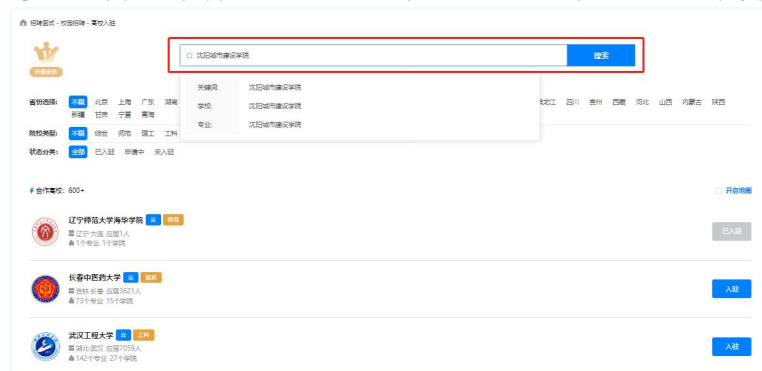 招聘面试 - 校园招聘 - 高校入驻
沈阳城市建设学院 搜索
开通会员
关键词: 沈阳城市建设学院
学校: 沈阳城市建设学院
专业: 沈阳城市建设学院
省份选择: 不限 北京 上海 广东 湖南 龙江 四川 贵州 西藏 河北 山西 内蒙古 陕西
新疆 甘肃 宁夏 青海
院校类型: 不限 综合 师范 理工 工科
状态分类: 全部 已入驻 申请中 未入驻
合作高校: 600+ 开启地图
辽宁师范大学海华学院 师范
辽宁·大连 应届1人 已入驻
1个专业 1个学院
长春中医药大学 医药
吉林·长春 应届3621人 入驻
73个专业 15个学院
武汉工程大学 工科
湖北·武汉 应届7059人 入驻
142个专业 27个学院